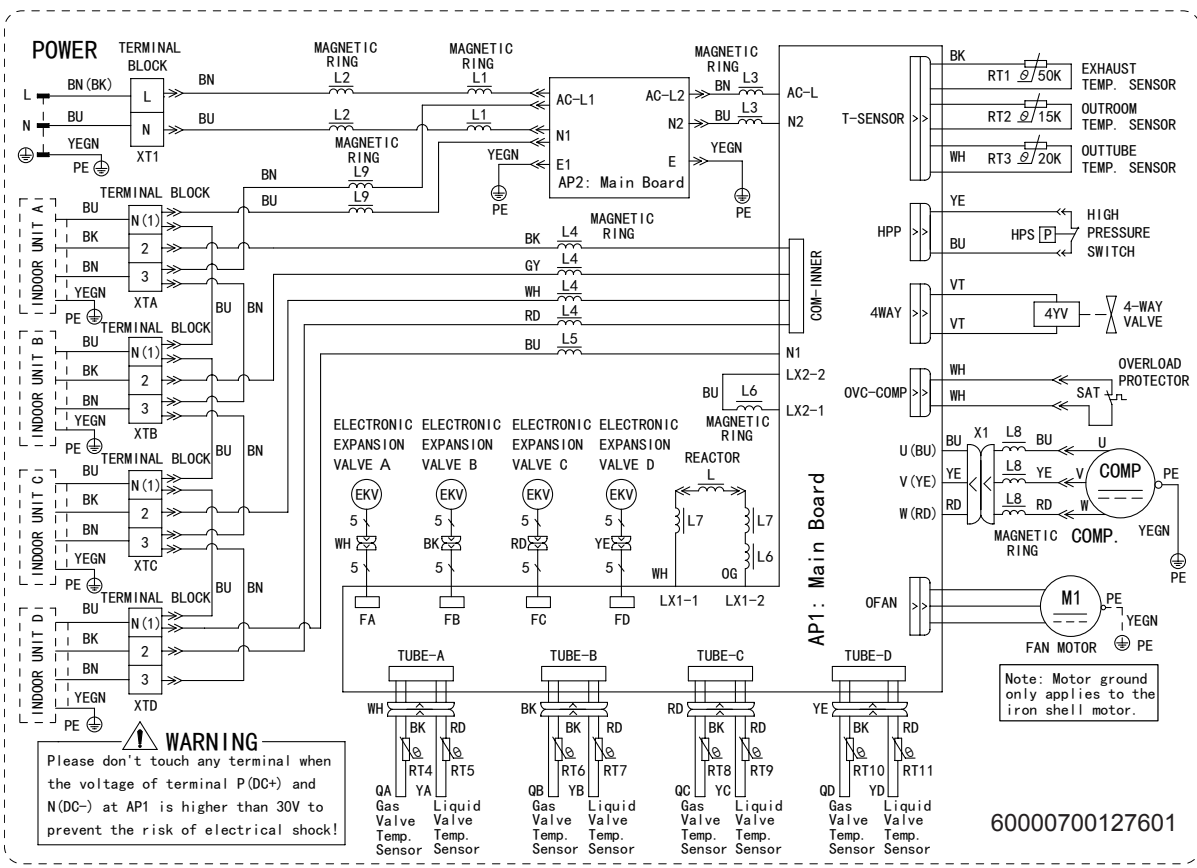 POWER
TERMINAL
BLOCK
L
BN(BK)
L
BN
N
BU
N
BU
YEGN
PE
XT1
MAGNETIC
RING
L2
MAGNETIC
RING
L1
L2
L1
MAGNETIC
RING
BN
L9
BU
L9
AC-L1
N1
E1
AC-L2
N2
E
AP2: Main Board
YEGN
PE
MAGNETIC
RING
BN
L3
BU
L3
YEGN
PE
AC-L
N2
TERMINAL BLOCK
INDOOR UNIT A
BU
N(1)
BK
2
BN
3
YEGN
PE
XTA
BU
BN
TERMINAL BLOCK
INDOOR UNIT B
BU
N(1)
BK
2
BN
3
YEGN
PE
XTB
BU
BN
TERMINAL BLOCK
INDOOR UNIT C
BU
N(1)
BK
2
BN
3
YEGN
PE
XTC
BU
BN
TERMINAL BLOCK
INDOOR UNIT D
BU
N(1)
BK
2
BN
3
YEGN
PE
XTD
MAGNETIC
RING
BK
L4
GY
L4
WH
L4
RD
L4
BU
L5
COM-INNER
N1
LX2-2
BU
L6
LX2-1
MAGNETIC
RING
ELECTRONIC
EXPANSION
VALVE A
EKV
5
WH
5
FA
ELECTRONIC
EXPANSION
VALVE B
EKV
5
BK
5
FB
ELECTRONIC
EXPANSION
VALVE C
EKV
5
RD
5
FC
ELECTRONIC
EXPANSION
VALVE D
EKV
5
YE
5
FD
REACTOR
L
L7
L7
L6
WH
OG
LX1-1
LX1-2
AP1: Main Board
T-SENSOR
BK
RT1
θ/50K
EXHAUST
TEMP. SENSOR
RT2
θ/15K
OUTROOM
TEMP. SENSOR
WH
RT3
θ/20K
OUTTUBE
TEMP. SENSOR
HPP
YE
BU
HPS
P
HIGH
PRESSURE
SWITCH
4WAY
VT
VT
4YV
4-WAY
VALVE
OVC-COMP
WH
WH
SAT
OVERLOAD
PROTECTOR
U(BU)
BU
X1
L8
BU
U
V(YE)
YE
L8
YE
V
W(RD)
RD
L8
RD
W
MAGNETIC
RING
COMP
COMP.
PE
YEGN
PE
OFAN
M1
PE
YEGN
PE
FAN MOTOR
Note: Motor ground
only applies to the
iron shell motor.
TUBE-A
WH
BK
RD
RT4
RT5
θ
θ
QA
YA
Gas
Valve
Temp.
Sensor
Liquid
Valve
Temp.
Sensor
TUBE-B
BK
BK
RD
RT6
RT7
θ
θ
QB
YB
Gas
Valve
Temp.
Sensor
Liquid
Valve
Temp.
Sensor
TUBE-C
RD
BK
RD
RT8
RT9
θ
θ
QC
YC
Gas
Valve
Temp.
Sensor
Liquid
Valve
Temp.
Sensor
TUBE-D
YE
BK
RD
RT10
RT11
θ
θ
QD
YD
Gas
Valve
Temp.
Sensor
Liquid
Valve
Temp.
Sensor
WARNING
Please don't touch any terminal when
the voltage of terminal P(DC+) and
N(DC-) at AP1 is higher than 30V to
prevent the risk of electrical shock!
60000700127601